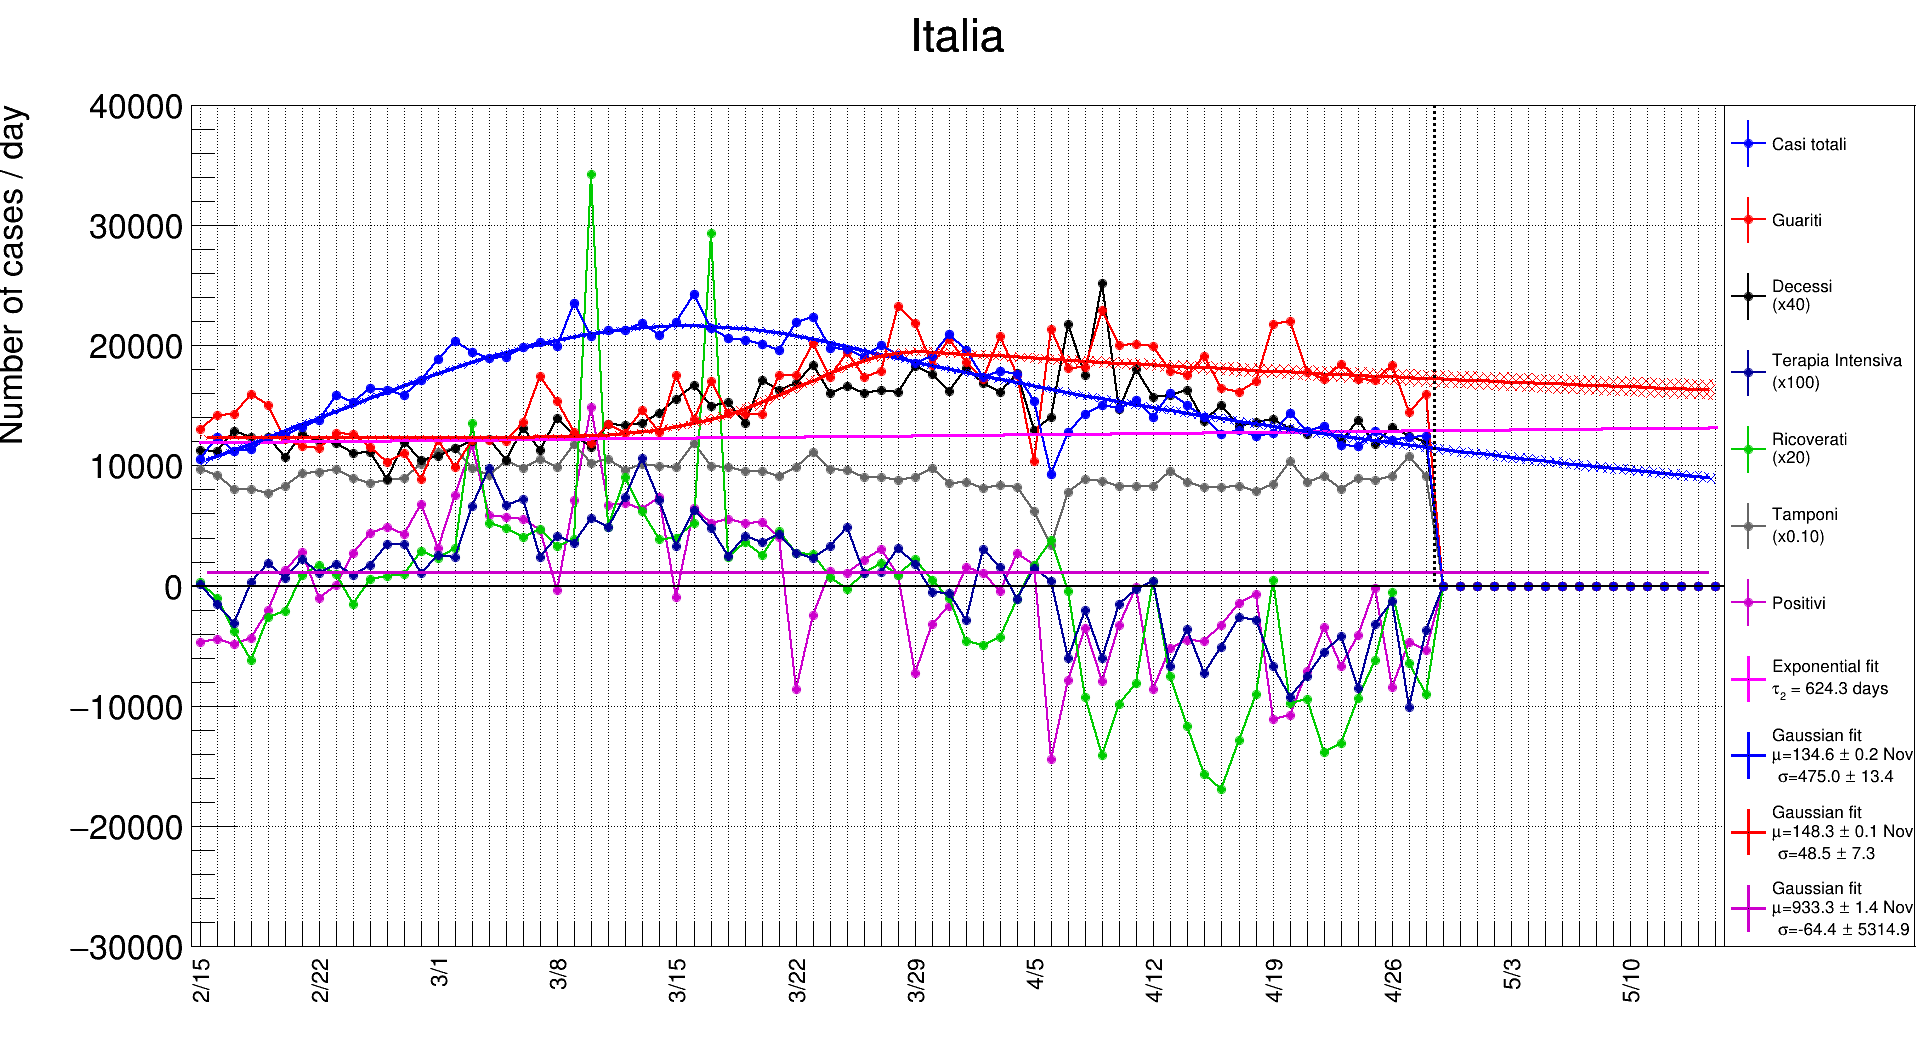 Italia
Number of cases / day
40000
30000
20000
10000
0
−10000
−20000
−30000
2/15
2/22
3/1
3/8
3/15
3/22
3/29
4/5
4/12
4/19
4/26
5/3
5/10
Casi totali
Guariti
Decessi
(x40)
Terapia Intensiva
(x100)
Ricoverati
(x20)
Tamponi
(x0.10)
Positivi
Exponential fit
τ2 = 624.3 days
Gaussian fit
μ=134.6 ± 0.2 Nov
σ=475.0 ± 13.4
Gaussian fit
μ=148.3 ± 0.1 Nov
σ=48.5 ± 7.3
Gaussian fit
μ=933.3 ± 1.4 Nov
σ=-64.4 ± 5314.9